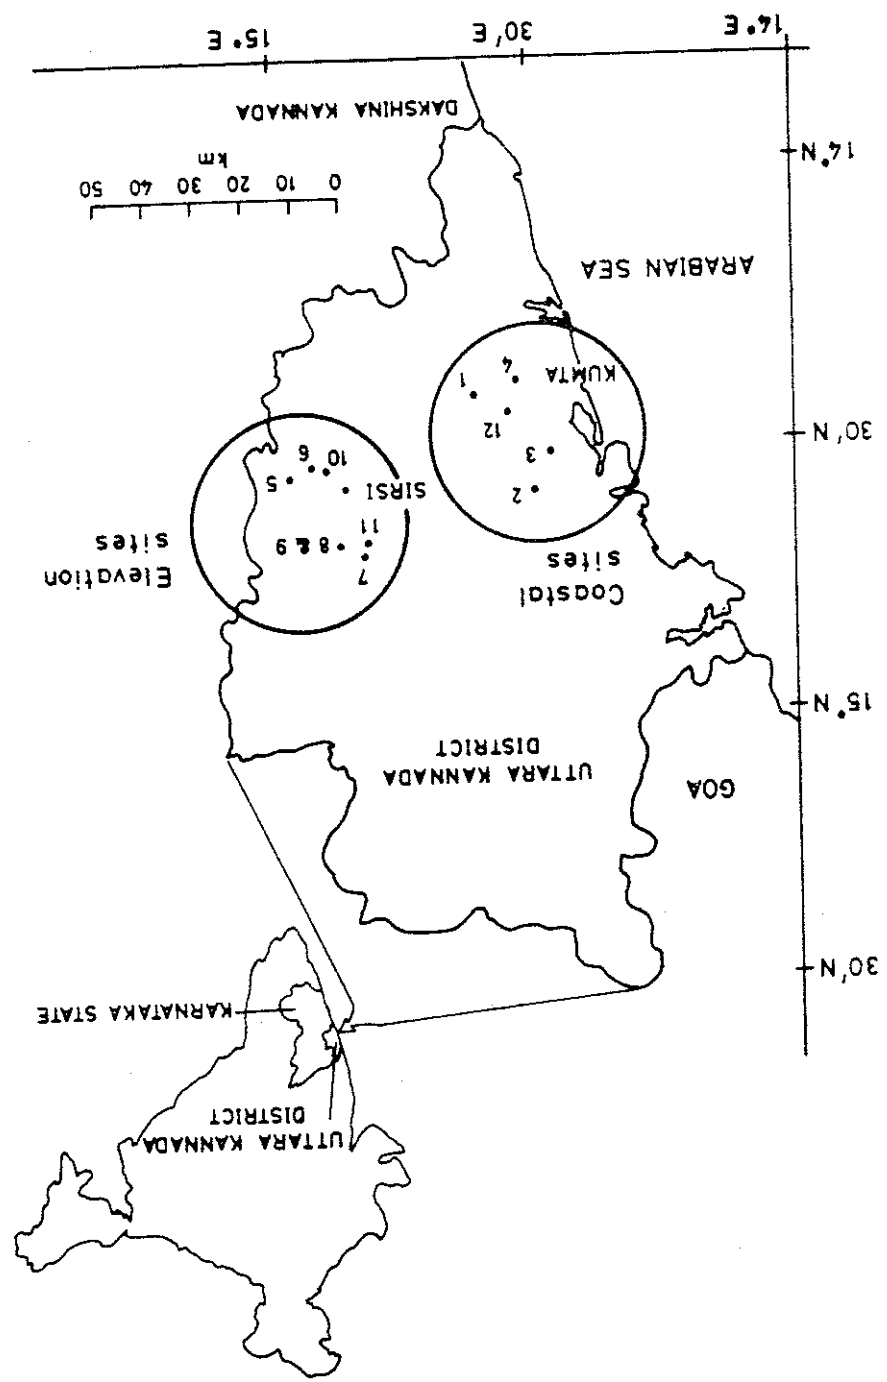 UTTARA KANNADA
DISTRICT
KARNATAKA STATE
30'N
GOA
UTTARA KANNADA
DISTRICT
15°N
Coastal
sites
Elevation
sites
7
11
8 & 9
2
SIRSI
5
3
10
6
30'N
12
1
KUMTA
4
ARABIAN SEA
0 10 20 30 40 50
km
14°N
DAKSHINA KANNADA
14°E
30'E
15°E